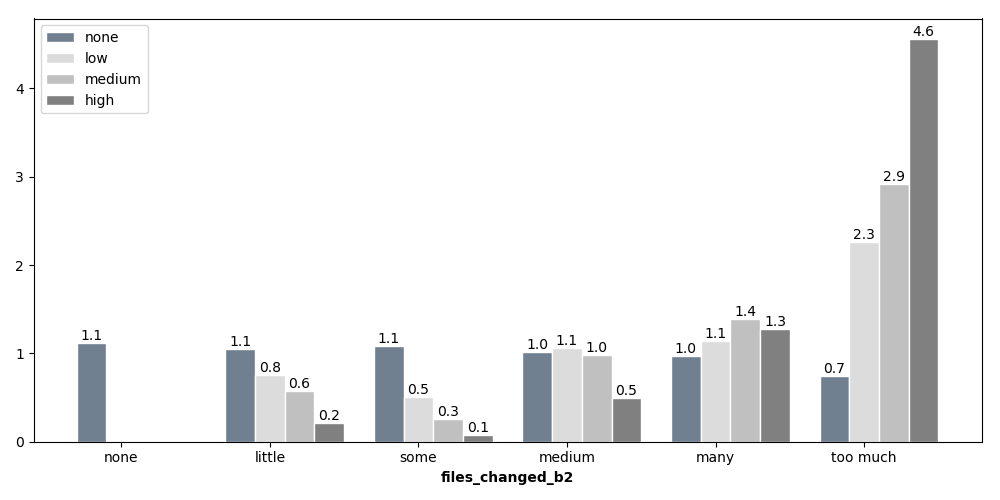 none
low
medium
high
4
3
2
1
0
1.1
1.1 0.8 0.6 0.2
1.1 0.5 0.3 0.1
1.0 1.1 1.0 0.5
1.0 1.1 1.4 1.3
0.7 2.3 2.9 4.6
none little some medium many too much
files_changed_b2